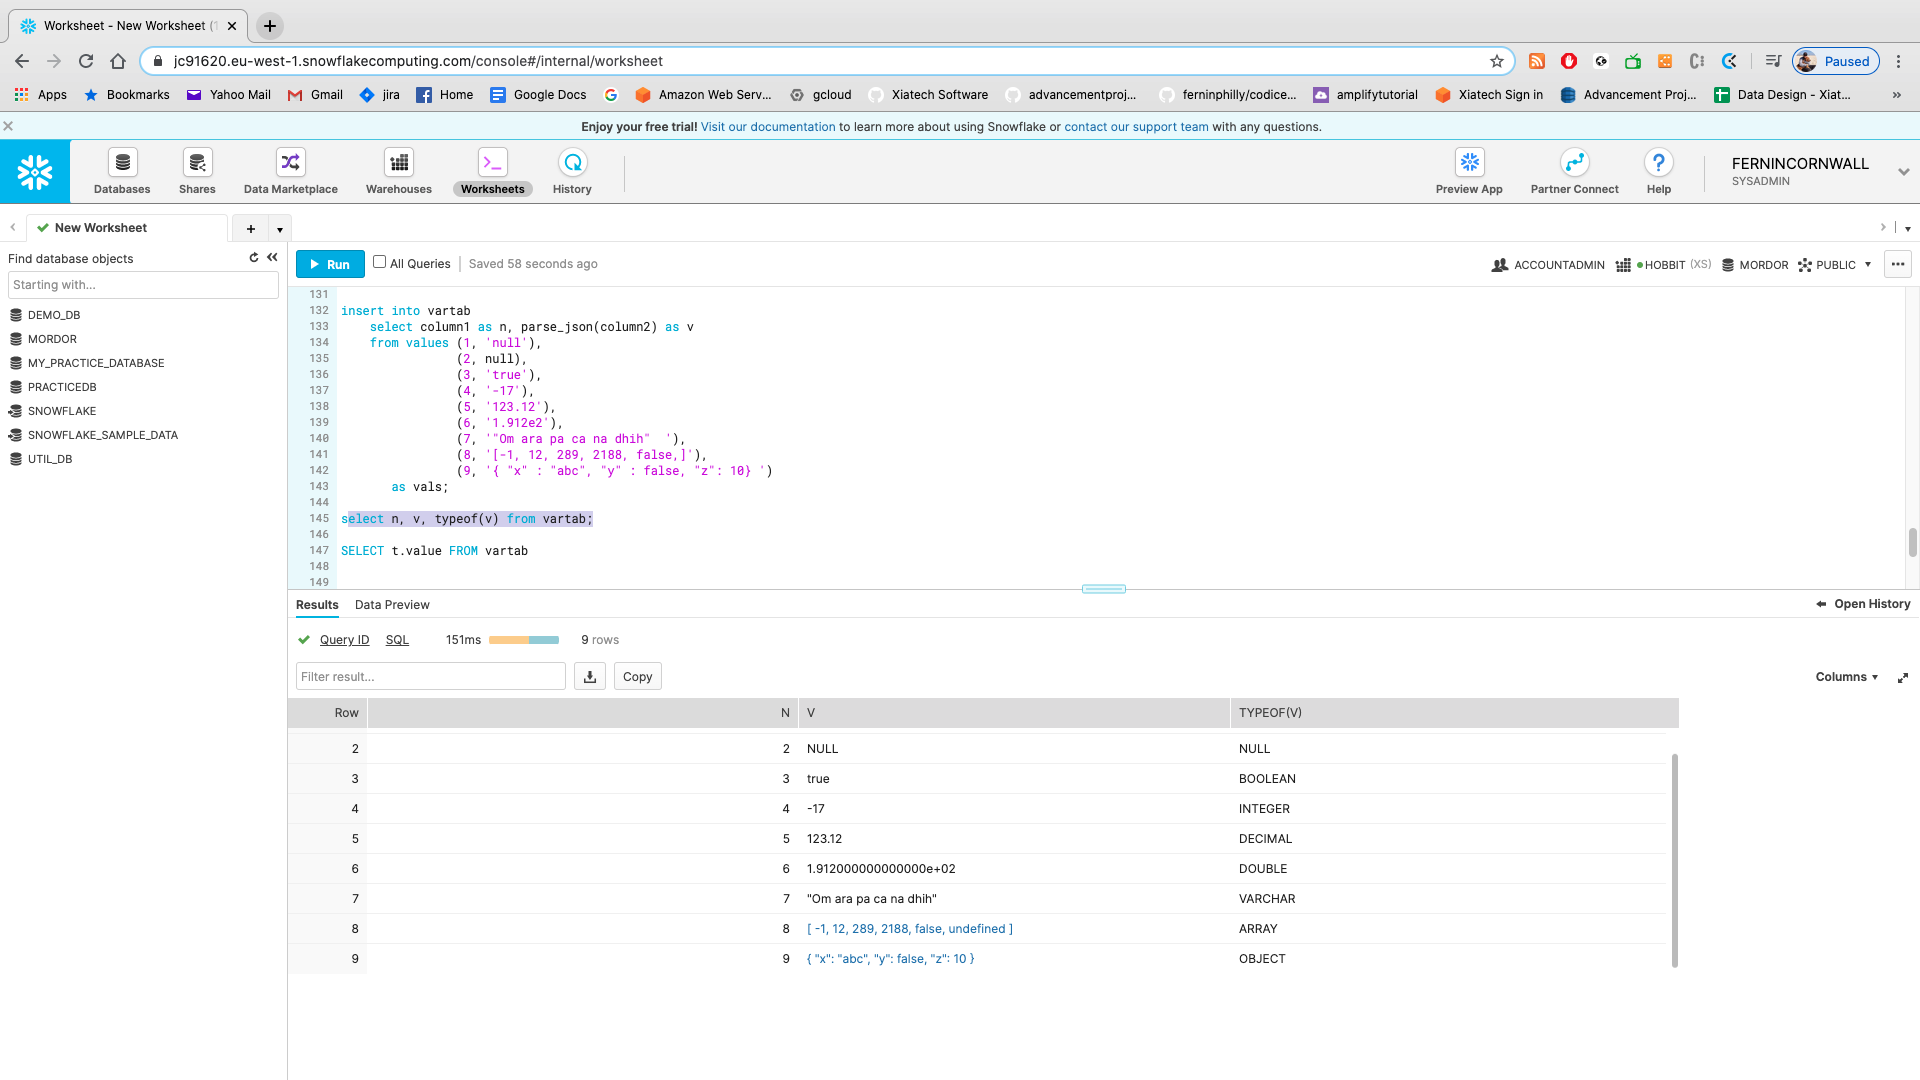 Worksheet - New Worksheet (1
jc91620.eu-west-1.snowflakecomputing.com/console#/internal/worksheet
Paused
Apps
Bookmarks
Yahoo Mail
Gmail
jira
Home
Google Docs
Amazon Web Serv...
gcloud
Xiatech Software
advancementproj...
ferninphilly/codice...
amplifytutorial
Xiatech Sign in
Advancement Proj...
Data Design - Xiat...
»
Enjoy your free trial! Visit our documentation to learn more about using Snowflake or contact our support team with any questions.
Databases
Shares
Data Marketplace
Warehouses
Worksheets
History
Preview App
Partner Connect
Help
FERNINCORNWALL
SYSADMIN
New Worksheet
Find database objects
Starting with...
DEMO_DB
MORDOR
MY_PRACTICE_DATABASE
PRACTICEDB
SNOWFLAKE
SNOWFLAKE_SAMPLE_DATA
UTIL_DB
Run
All Queries
Saved 58 seconds ago
ACCOUNTADMIN
HOBBIT (XS)
MORDOR
PUBLIC
131
132 insert into vartab
133     select column1 as n, parse_json(column2) as v
134     from values (1, 'null'),
135                 (2, null),
136                 (3, 'true'),
137                 (4, '-17'),
138                 (5, '123.12'),
139                 (6, '1.912e2'),
140                 (7, '"Om ara pa ca na dhih"  '),
141                 (8, '[-1, 12, 289, 2188, false,]'),
142                 (9, '{ "x" : "abc", "y" : false, "z": 10} ')
143        as vals;
144
145 select n, v, typeof(v) from vartab;
146
147 SELECT t.value FROM vartab
148
149
Results
Data Preview
Open History
Query ID
SQL
151ms
9 rows
Filter result...
Copy
Columns
Row N V TYPEOF(V)
2 2 NULL NULL
3 3 true BOOLEAN
4 4 -17 INTEGER
5 5 123.12 DECIMAL
6 6 1.912000000000000e+02 DOUBLE
7 7 "Om ara pa ca na dhih" VARCHAR
8 8 [ -1, 12, 289, 2188, false, undefined ] ARRAY
9 9 { "x": "abc", "y": false, "z": 10 } OBJECT